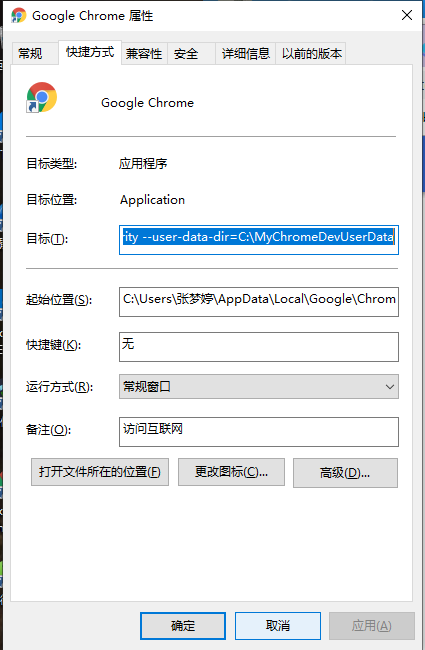 Google Chrome 属性
常规 快捷方式 兼容性 安全 详细信息 以前的版本
Google Chrome
目标类型: 应用程序
目标位置: Application
目标(T): rity --user-data-dir=C:\MyChromeDevUserData
起始位置(S): C:\Users\张梦婷\AppData\Local\Google\Chrom
快捷键(K): 无
运行方式(R): 常规窗口
备注(O): 访问互联网
打开文件所在的位置(F) 更改图标(C)... 高级(D)...
确定 取消 应用(A)